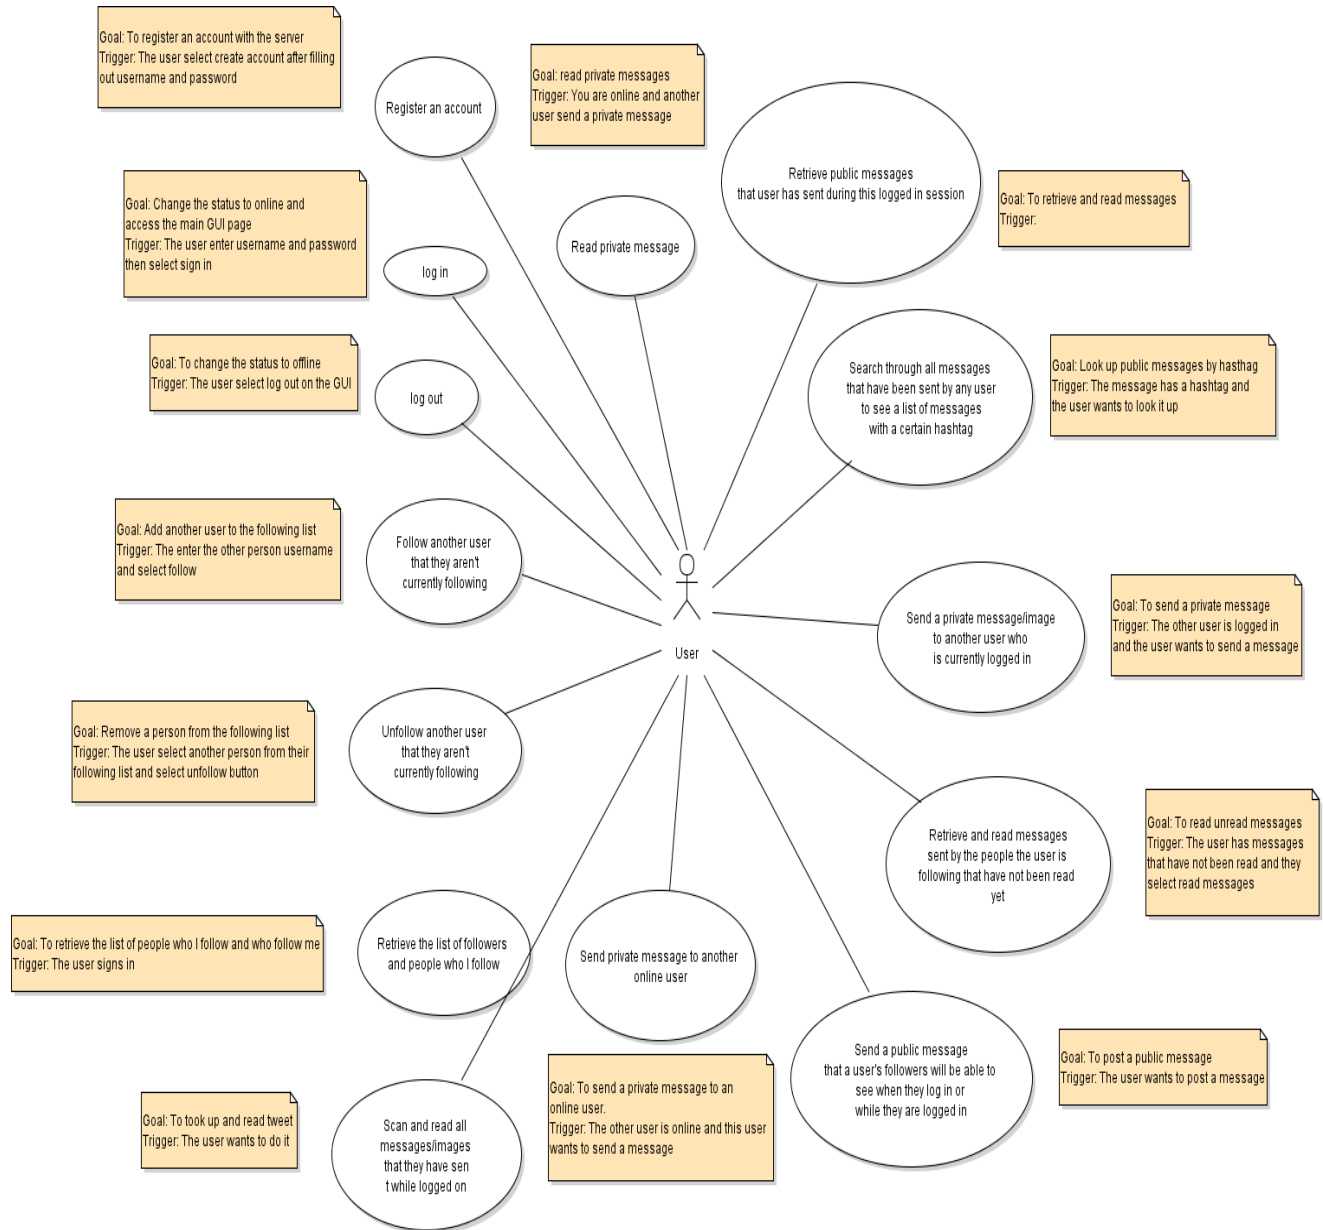 Goal: To register an account with the server
Trigger: The user select create account after filling
out username and password
Register an account
Goal: read private messages
Trigger: You are online and another
user send a private message
Retrieve public messages
that user has sent during this logged in session
Goal: To retrieve and read messages
Trigger:
Goal: Change the status to online and
access the main GUI page
Trigger: The user enter username and password
then select sign in
log in
Read private message
Goal: To change the status to offline
Trigger: The user select log out on the GUI
log out
Search through all messages
that have been sent by any user
to see a list of messages
with a certain hashtag
Goal: Look up public messages by hasthag
Trigger: The message has a hashtag and
the user wants to look it up
Goal: Add another user to the following list
Trigger: The enter the other person username
and select follow
Follow another user
that they aren't
currently following
User
Send a private message/image
to another user who
is currently logged in
Goal: To send a private message
Trigger: The other user is logged in
and the user wants to send a message
Goal: Remove a person from the following list
Trigger: The user select another person from their
following list and select unfollow button
Unfollow another user
that they aren't
currently following
Retrieve and read messages
sent by the people the user is
following that have not been read
yet
Goal: To read unread messages
Trigger: The user has messages
that have not been read and they
select read messages
Goal: To retrieve the list of people who I follow and who follow me
Trigger: The user signs in
Retrieve the list of followers
and people who I follow
Send private message to another
online user
Send a public message
that a user's followers will be able to
see when they log in or
while they are logged in
Goal: To post a public message
Trigger: The user wants to post a message
Goal: To took up and read tweet
Trigger: The user wants to do it
Scan and read all
messages/images
that they have sen
t while logged on
Goal: To send a private message to an
online user.
Trigger: The other user is online and this user
wants to send a message